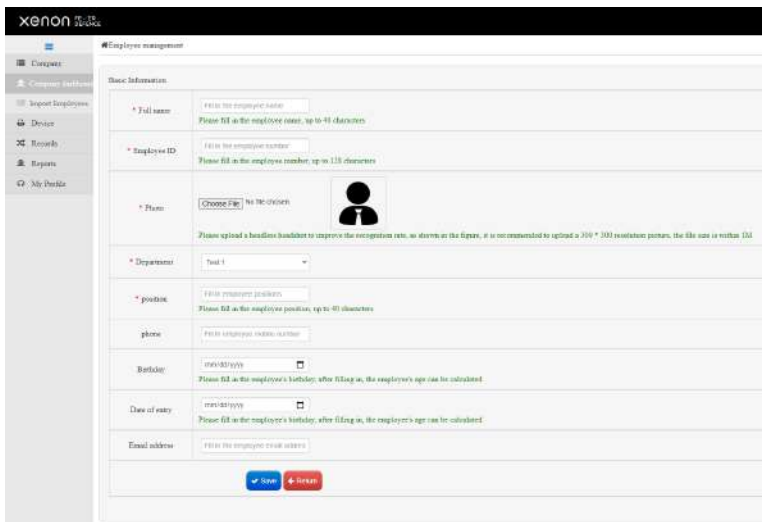 xenon
Employee management
Company
Company
Import Employees
Device
Records
Reports
My Profile
Basic Information
* Full name
Fill in the employee name
Please fill in the employee name, up to 40 characters
* Employee ID
Fill in the employee number
Please fill in the employee number, up to 128 characters
* Photo
Choose File No file chosen
Please upload a headless headshot to improve the recognition rate, as shown in the figure, it is recommended to upload a 300 * 300 resolution picture, the file size is within 1M
* Department
Test 1
* position
Fill in employee positions
Please fill in the employee position, up to 40 characters
phone
Fill in employee mobile number
Birthday
mm/dd/yyyy
Please fill in the employee's birthday, after filling in, the employee's age can be calculated
Date of entry
mm/dd/yyyy
Please fill in the employee's birthday, after filling in, the employee's age can be calculated
Email address
Fill in the employee email address
Save
Return